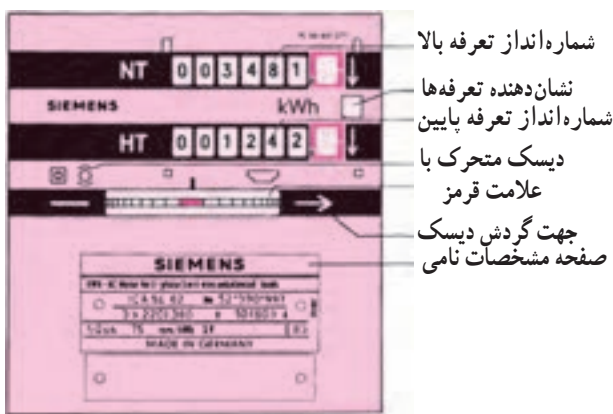 شماره‌انداز تعرفه بالا
NT 003481
نشان‌دهنده تعرفه‌ها
SIEMENS kWh
شماره‌انداز تعرفه پایین
HT 001242
دیسک متحرک با
علامت قرمز
جهت گردش دیسک
صفحه مشخصات نامی
SIEMENS
MADE IN GERMANY